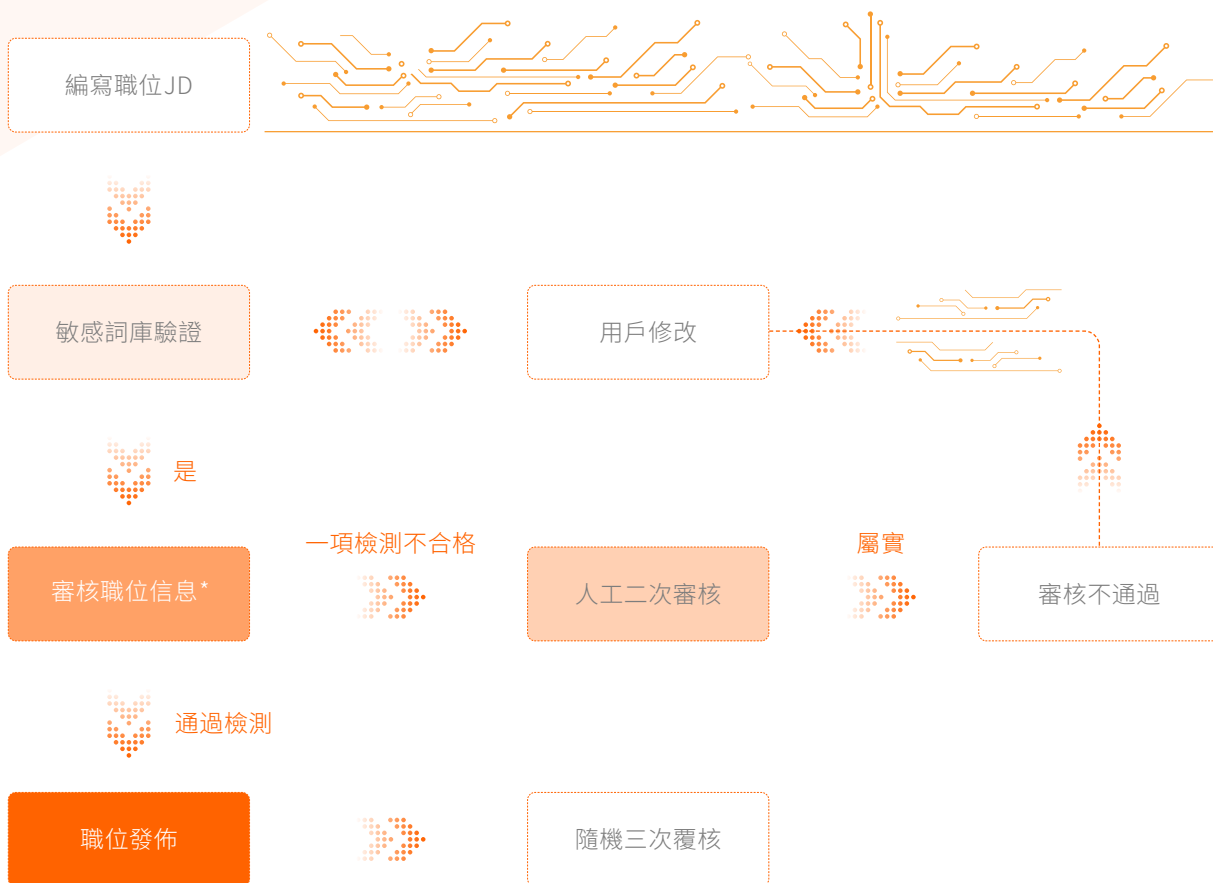 編寫職位JD
敏感詞庫驗證
用戶修改
是
一項檢測不合格
屬實
審核職位信息*
人工二次審核
審核不通過
通過檢測
職位發佈
隨機三次覆核